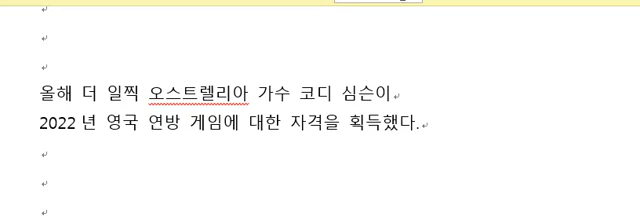 올해 더 일찍 오스트렐리아 가수 코디 심슨이
2022 년 영국 연방 게임에 대한 자격을 획득했다.